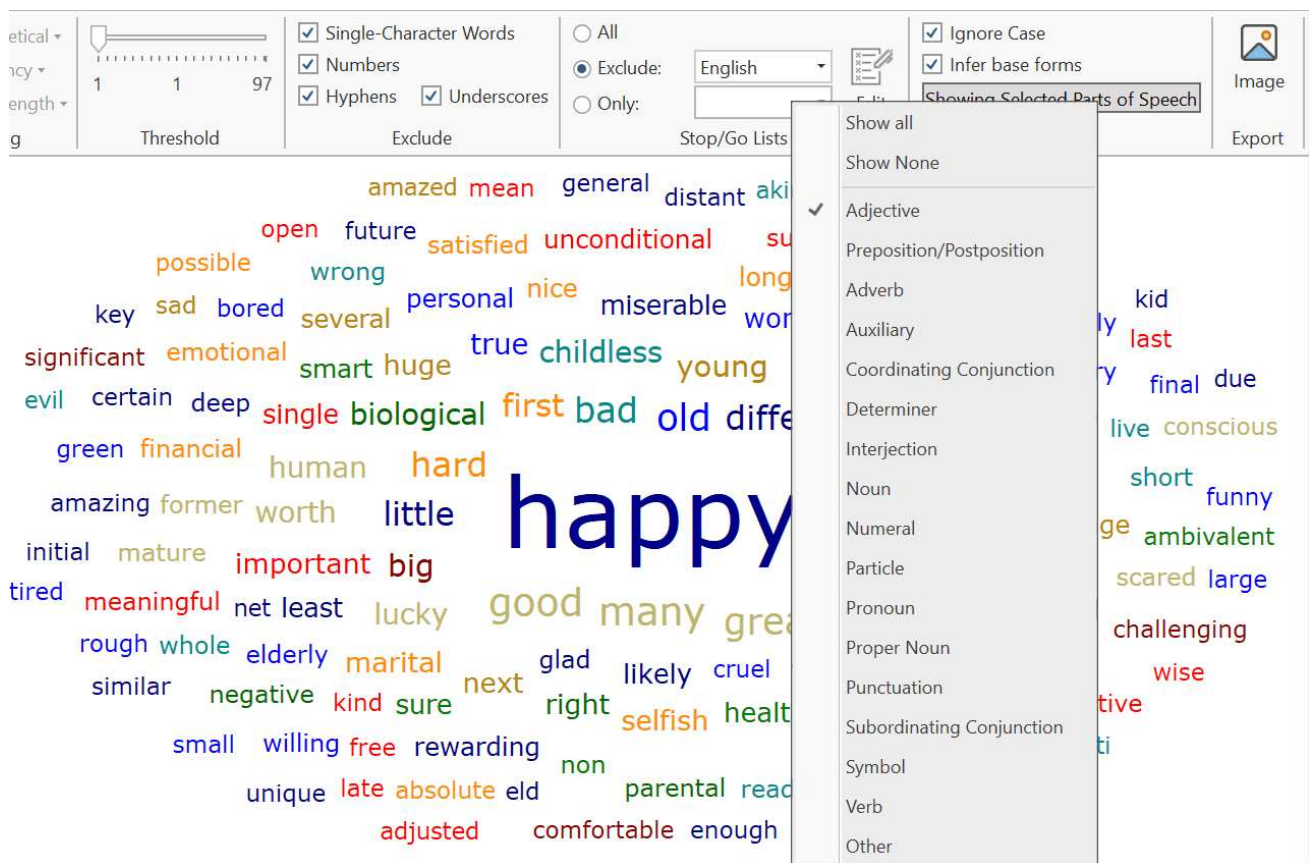 Single-Character Words All Ignore Case
Numbers Exclude: English Infer base forms
1 1 97 Hyphens Underscores Only: Showing Selected Parts of Speech Image
Threshold Exclude Stop/Go Lists Export
Show all
Show None
Adjective
Preposition/Postposition
Adverb
Auxiliary
Coordinating Conjunction
Determiner
Interjection
Noun
Numeral
Particle
Pronoun
Proper Noun
Punctuation
Subordinating Conjunction
Symbol
Verb
Other
amazed mean general distant
open future satisfied unconditional
possible wrong long
key sad bored several personal nice miserable kid
significant emotional smart huge true childless young last
evil certain deep single biological first bad old final due
green financial human hard live conscious
amazing former worth little happy short funny
initial mature important big ambivalent
tired meaningful net least lucky good many scared large
rough whole elderly marital glad likely cruel challenging
similar negative kind sure next right selfish wise
small willing free rewarding non
unique late absolute eld parental
adjusted comfortable enough